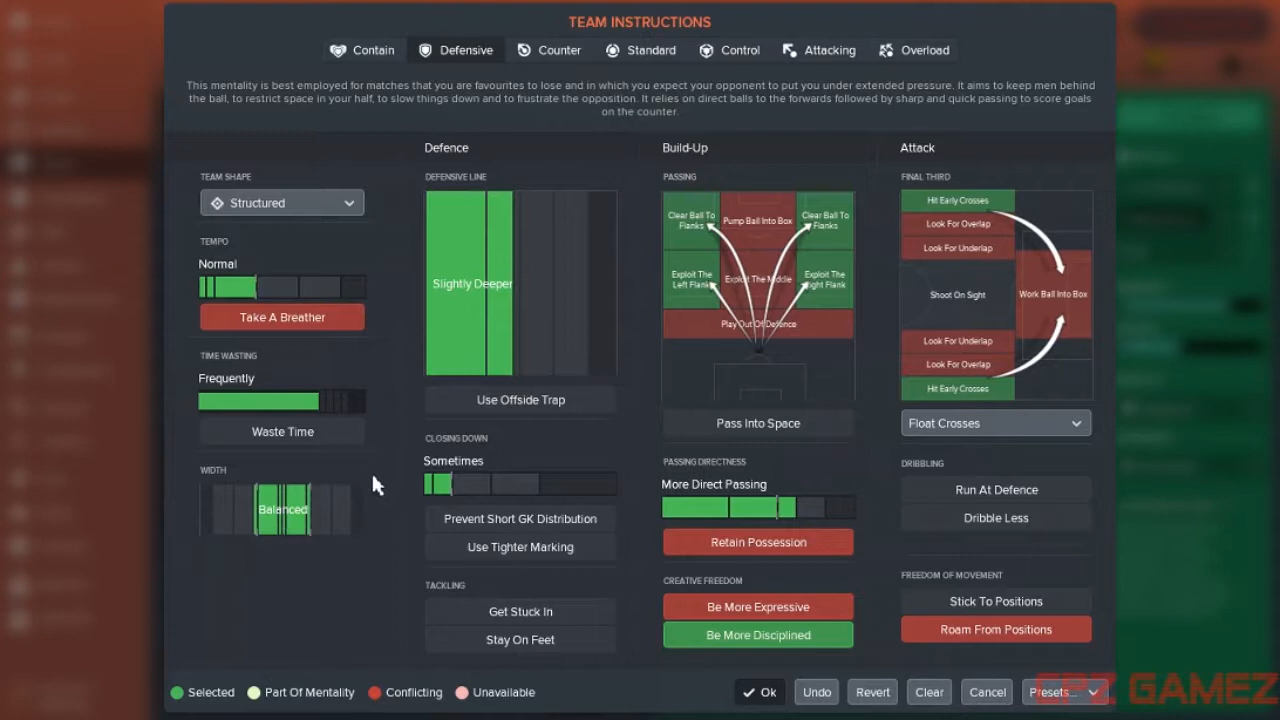 TEAM INSTRUCTIONS
Contain
Defensive
Counter
Standard
Control
Attacking
Overload
This mentality is best employed for matches that you are favourites to lose and in which you expect your opponent to put you under extended pressure. It aims to keep men behind
the ball, to restrict space in your half, to slow things down and to frustrate the opposition. It relies on direct balls to the forwards followed by sharp and quick passing to score goals
on the counter.
TEAM SHAPE
Structured
TEMPO
Normal
Take A Breather
TIME WASTING
Frequently
Waste Time
WIDTH
Balanced
Defence
DEFENSIVE LINE
Slightly Deeper
Use Offside Trap
CLOSING DOWN
Sometimes
Prevent Short GK Distribution
Use Tighter Marking
TACKLING
Get Stuck In
Stay On Feet
Build-Up
PASSING
Clear Ball To
Flanks
Pump Ball Into Box
Clear Ball To
Flanks
Exploit The
Left Flank
Exploit The Middle
Exploit The
Right Flank
Play Out Of Defence
Pass Into Space
PASSING DIRECTNESS
More Direct Passing
Retain Possession
CREATIVE FREEDOM
Be More Expressive
Be More Disciplined
Attack
FINAL THIRD
Hit Early Crosses
Look For Overlap
Look For Underlap
Shoot On Sight
Work Ball Into Box
Look For Underlap
Look For Overlap
Hit Early Crosses
Float Crosses
DRIBBLING
Run At Defence
Dribble Less
FREEDOM OF MOVEMENT
Stick To Positions
Roam From Positions
Selected
Part Of Mentality
Conflicting
Unavailable
Ok
Undo
Revert
Clear
Cancel
Presets...
EPZ GAMEZ